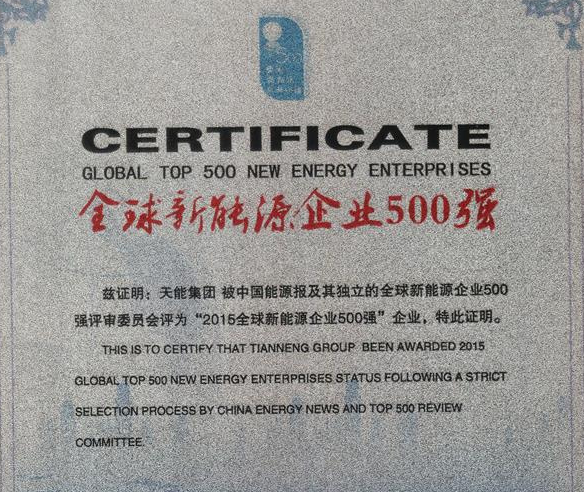 CERTIFICATE
GLOBAL TOP 500 NEW ENERGY ENTERPRISES
全球新能源企业500强
兹证明：天能集团 被中国能源报及其独立的全球新能源企业500
强评审委员会评为“2015全球新能源企业500强”企业，特此证明。
THIS IS TO CERTIFY THAT TIANNENG GROUP BEEN AWARDED 2015
GLOBAL TOP 500 NEW ENERGY ENTERPRISES STATUS FOLLOWING A STRICT
SELECTION PROCESS BY CHINA ENERGY NEWS AND TOP 500 REVIEW
COMMITTEE.